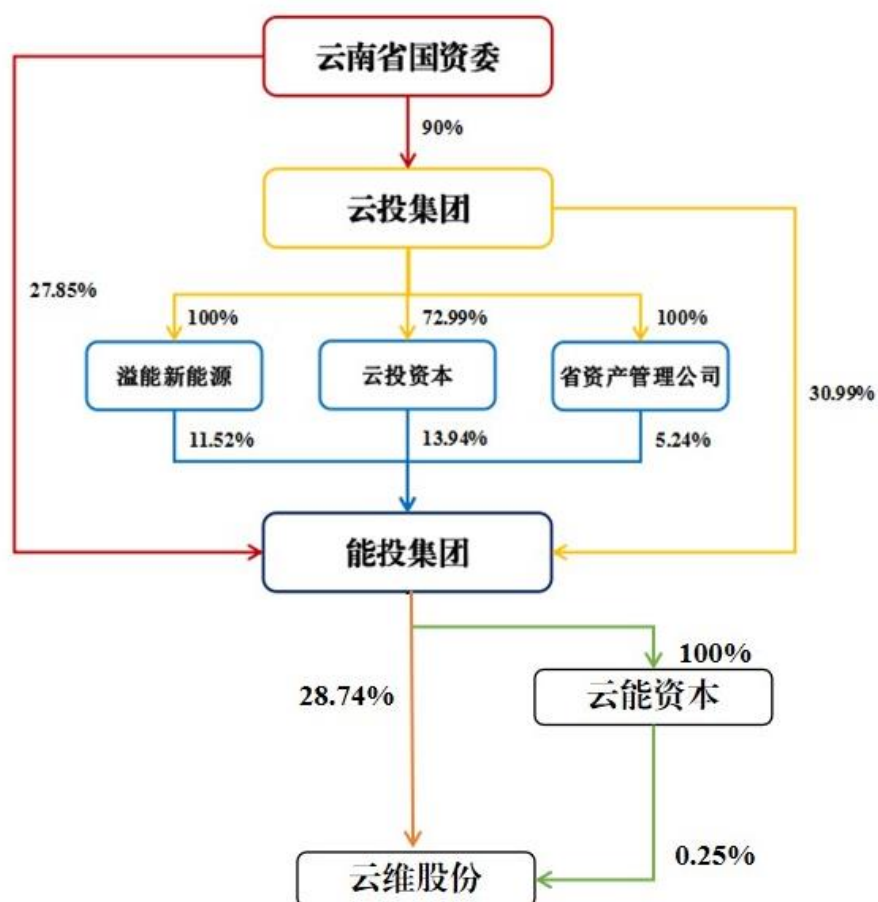 云南省国资委
90%
云投集团
27.85%
100%
72.99%
100%
溢能新能源
云投资本
省资产管理公司
30.99%
11.52%
13.94%
5.24%
能投集团
100%
28.74%
云能资本
0.25%
云维股份